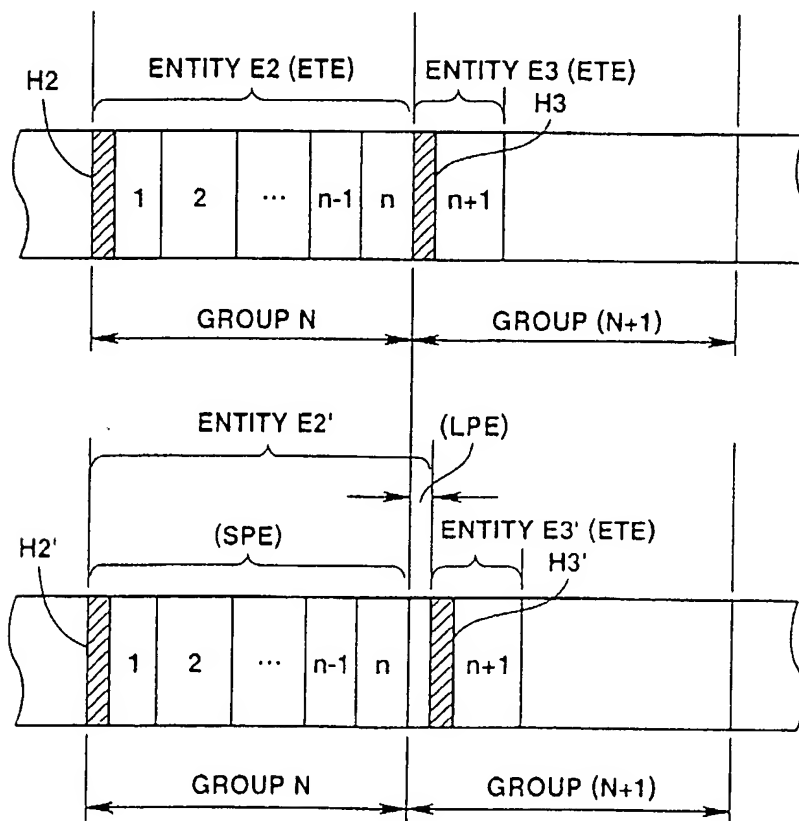 ENTITY E2 (ETE)
ENTITY E3 (ETE)
H2
H3
1 2 ... n-1 n n+1
GROUP N
GROUP (N+1)
ENTITY E2'
(LPE)
(SPE)
ENTITY E3' (ETE)
H2'
H3'
1 2 ... n-1 n n+1
GROUP N
GROUP (N+1)